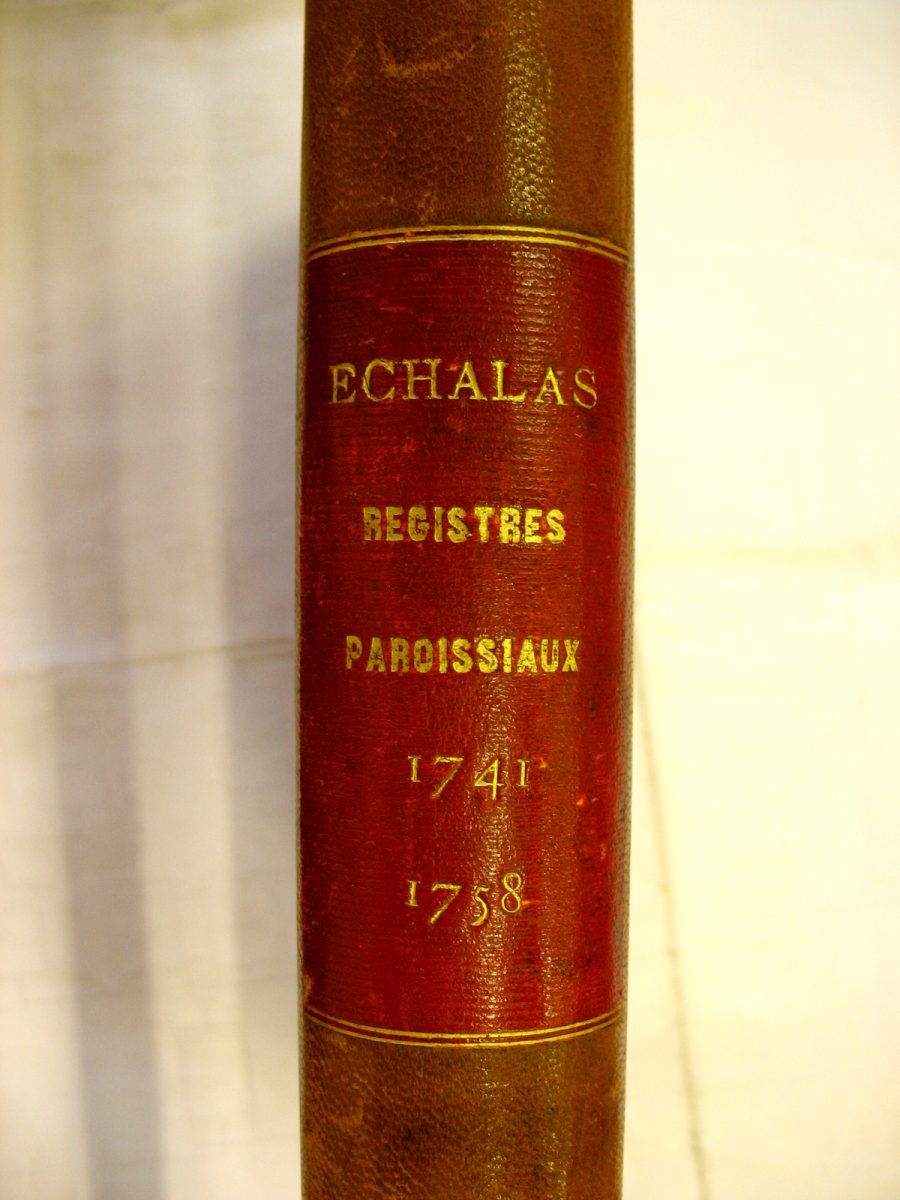 ECHALAS
REGISTRES
PAROISSIAUX
1741
1758